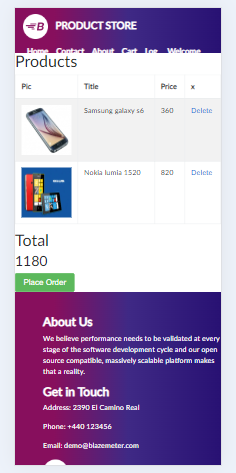 PRODUCT STORE
Home Contact About Cart Log Welcome
Products
Pic Title Price x
Samsung galaxy s6 360 Delete
Nokia lumia 1520 820 Delete
Total
1180
Place Order
About Us
We believe performance needs to be validated at every
stage of the software development cycle and our open
source compatible, massively scalable platform makes
that a reality.
Get in Touch
Address: 2390 El Camino Real
Phone: +440 123456
Email: demo@blazemeter.com